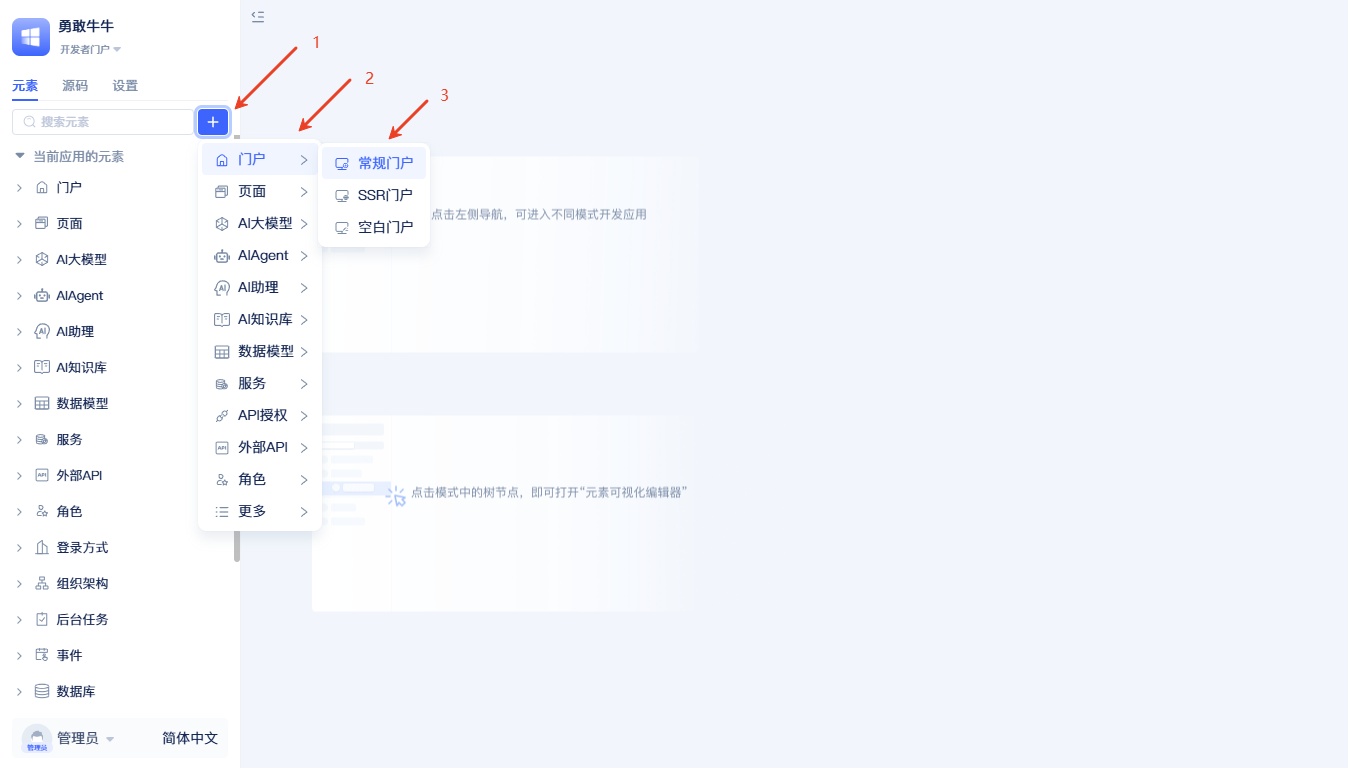 勇敢牛牛
开发者门户
元素 源码 设置
搜索元素
当前应用的元素
门户
页面
AI大模型
AIAgent
AI助理
AI知识库
数据模型
服务
外部API
角色
登录方式
组织架构
后台任务
事件
数据库
管理员
管理员 简体中文
1
2
3
门户
页面
AI大模型
AIAgent
AI助理
AI知识库
数据模型
服务
API授权
外部API
角色
更多
常规门户
SSR门户
空白门户
点击左侧导航，可进入不同模式开发应用
点击模式中的树节点，即可打开“元素可视化编辑器”